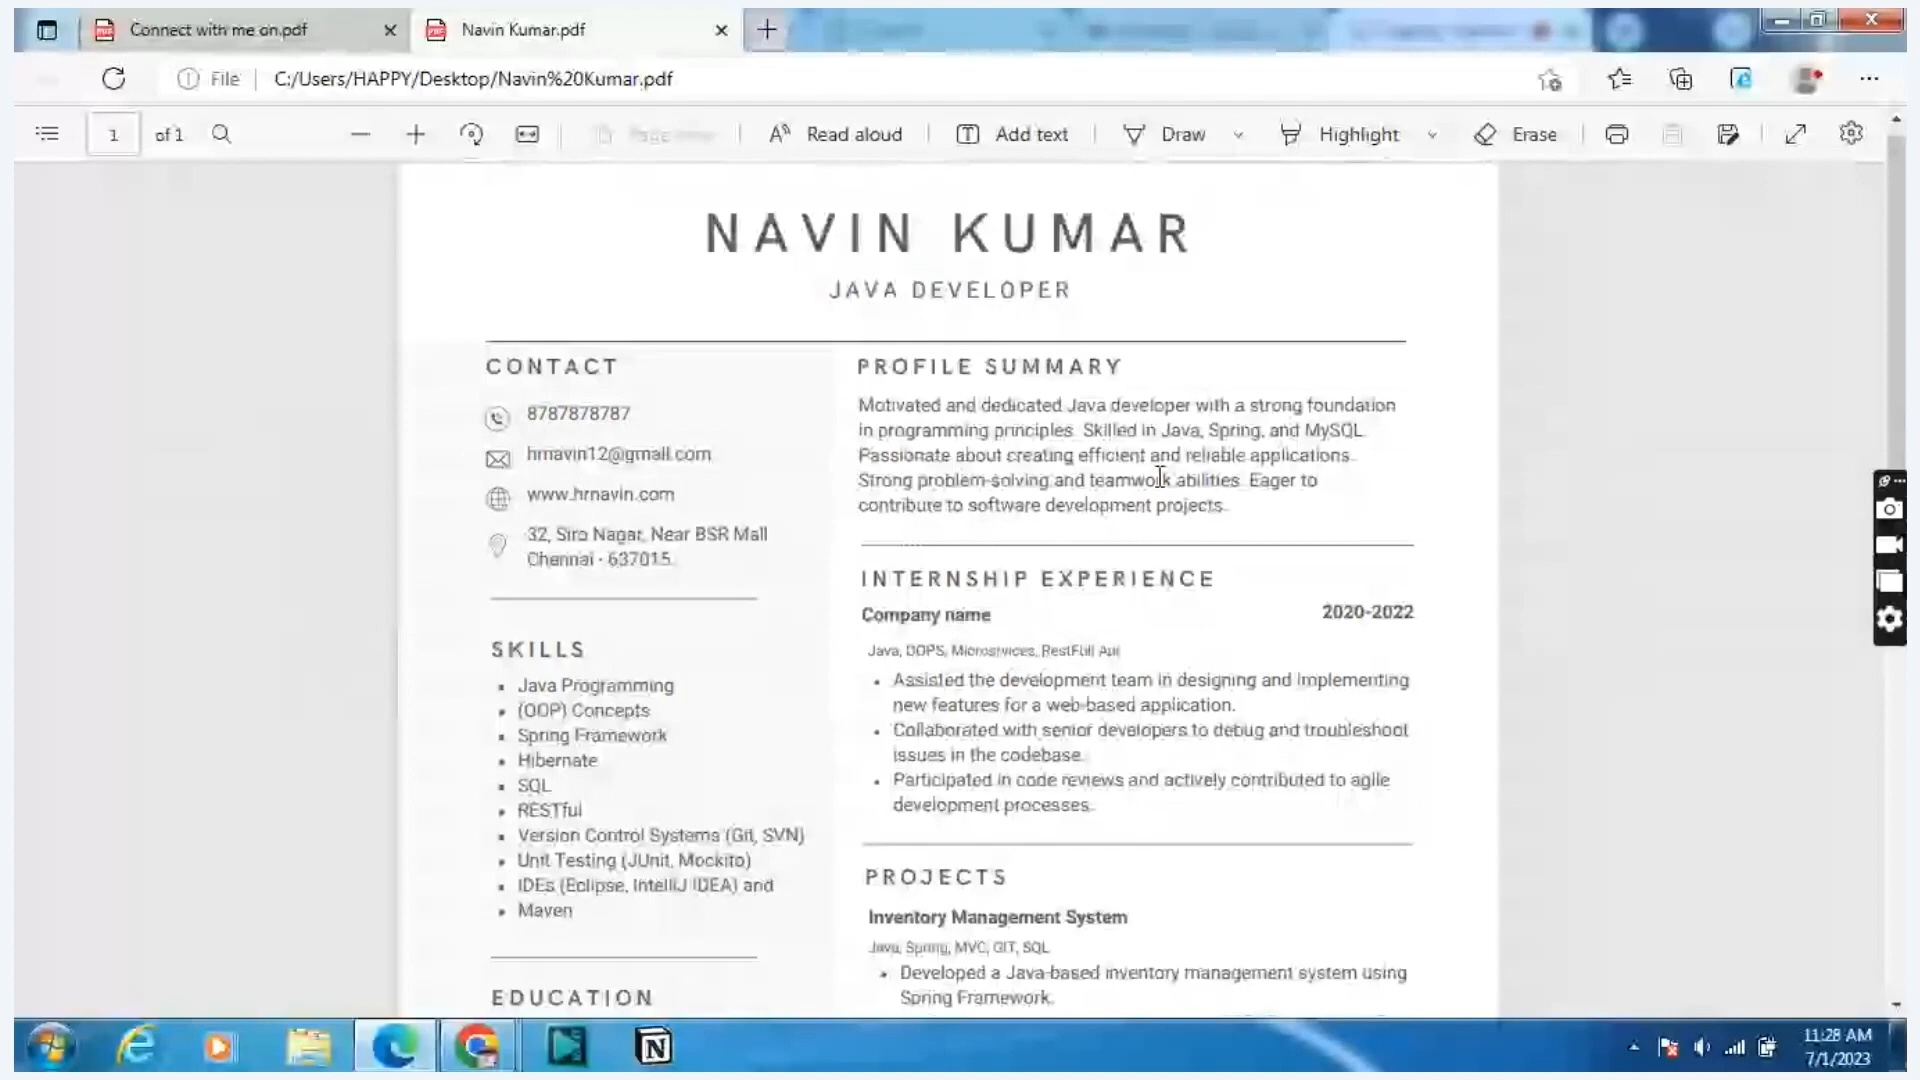 Connect with me on.pdf
Navin Kumar.pdf
File
C:/Users/HAPPY/Desktop/Navin%20Kumar.pdf
1 of 1
Page view
Read aloud
Add text
Draw
Highlight
Erase
NAVIN KUMAR
JAVA DEVELOPER
CONTACT
8787878787
hrnavin12@gmail.com
www.hrnavin.com
32, Siro Nagar, Near BSR Mall
Chennai - 637015.
SKILLS
Java Programming
(OOP) Concepts
Spring Framework
Hibernate
SQL
RESTful
Version Control Systems (Git, SVN)
Unit Testing (JUnit, Mockito)
IDEs (Eclipse, IntelliJ IDEA) and
Maven
EDUCATION
PROFILE SUMMARY
Motivated and dedicated Java developer with a strong foundation
in programming principles. Skilled in Java, Spring, and MySQL.
Passionate about creating efficient and reliable applications.
Strong problem-solving and teamwork abilities. Eager to
contribute to software development projects.
INTERNSHIP EXPERIENCE
Company name 2020-2022
Java, OOPS, RestFull Api
Assisted the development team in designing and implementing
new features for a web-based application.
Collaborated with senior developers to debug and troubleshoot
issues in the codebase.
Participated in code reviews and actively contributed to agile
development processes.
PROJECTS
Inventory Management System
Java, Spring, MVC, GIT, SQL
Developed a Java-based inventory management system using
Spring Framework.
11:28 AM
7/1/2023